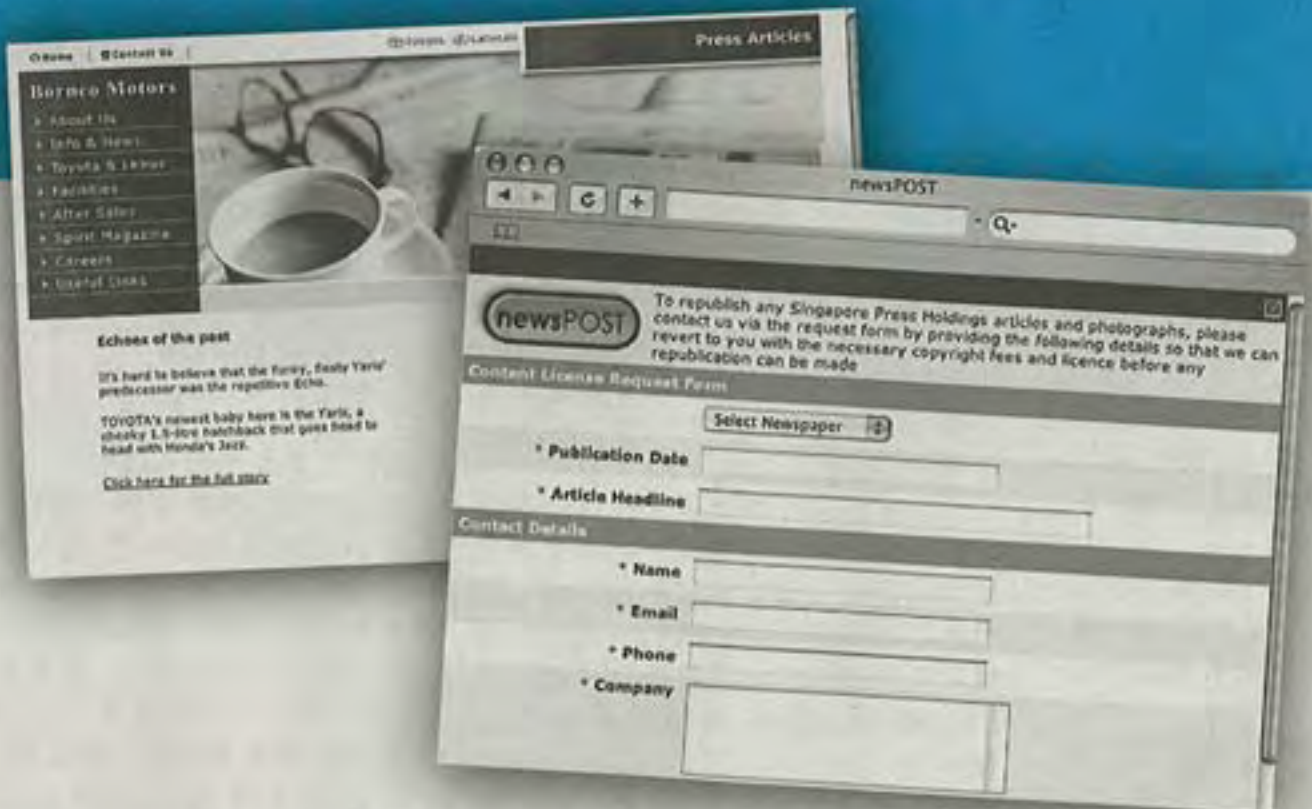 Home | Contact Us |
Press Articles
Borneo Motors
About Us
Info & News
Toyota & Lexus
Facilities
After Sales
Spirit Magazine
Careers
Useful Links
Echoes of the past
It's hard to believe that the funky, flashy Yaris'
predecessor was the repetitive Echo.
TOYOTA's newest baby here is the Yaris, a
cheeky 1.5-litre hatchback that goes head to
head with Honda's Jazz.
Click here for the full story
newsPOST
newsPOST
To republish any Singapore Press Holdings articles and photographs, please
contact us via the request form by providing the following details so that we can
revert to you with the necessary copyright fees and licence before any
republication can be made
Content License Request Form
Select Newspaper
* Publication Date
* Article Headline
Contact Details
* Name
* Email
* Phone
* Company